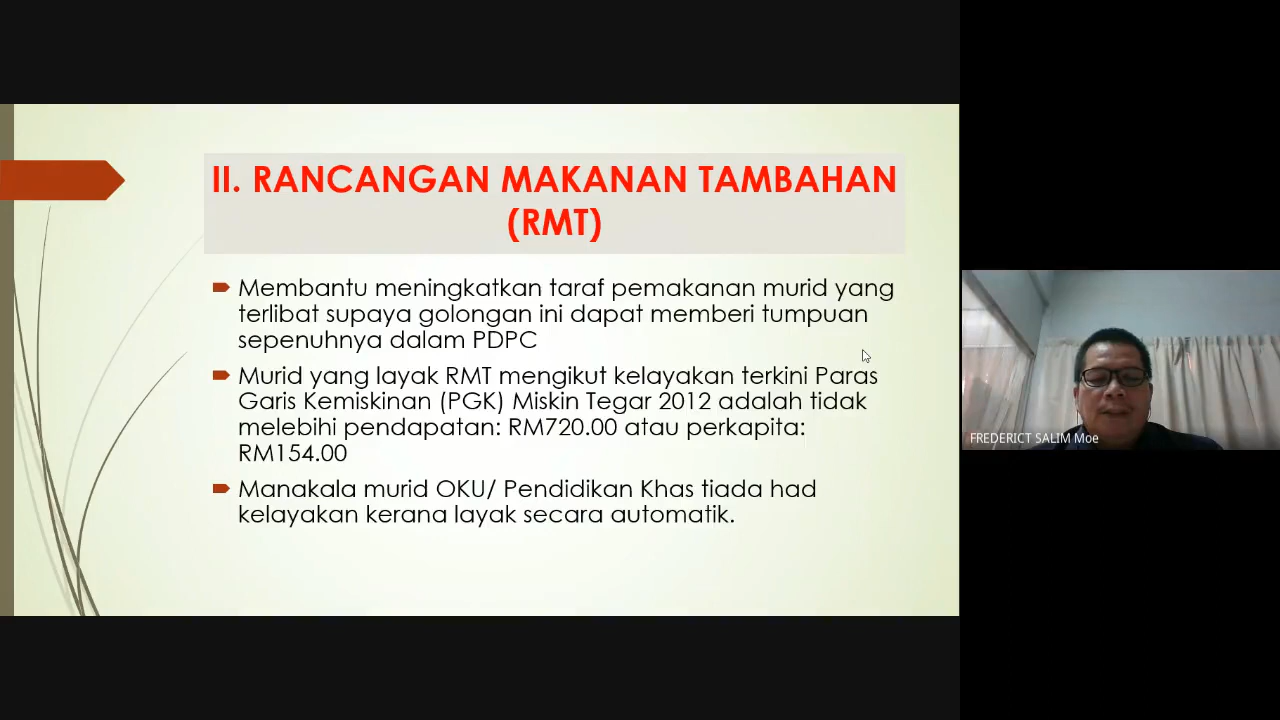 II. RANCANGAN MAKANAN TAMBAHAN
(RMT)
Membantu meningkatkan taraf pemakanan murid yang
terlibat supaya golongan ini dapat memberi tumpuan
sepenuhnya dalam PDPC
Murid yang layak RMT mengikut kelayakan terkini Paras
Garis Kemiskinan (PGK) Miskin Tegar 2012 adalah tidak
melebihi pendapatan: RM720.00 atau perkapita:
RM154.00
Manakala murid OKU/ Pendidikan Khas tiada had
kelayakan kerana layak secara automatik.
FREDERICT SALIM Moe